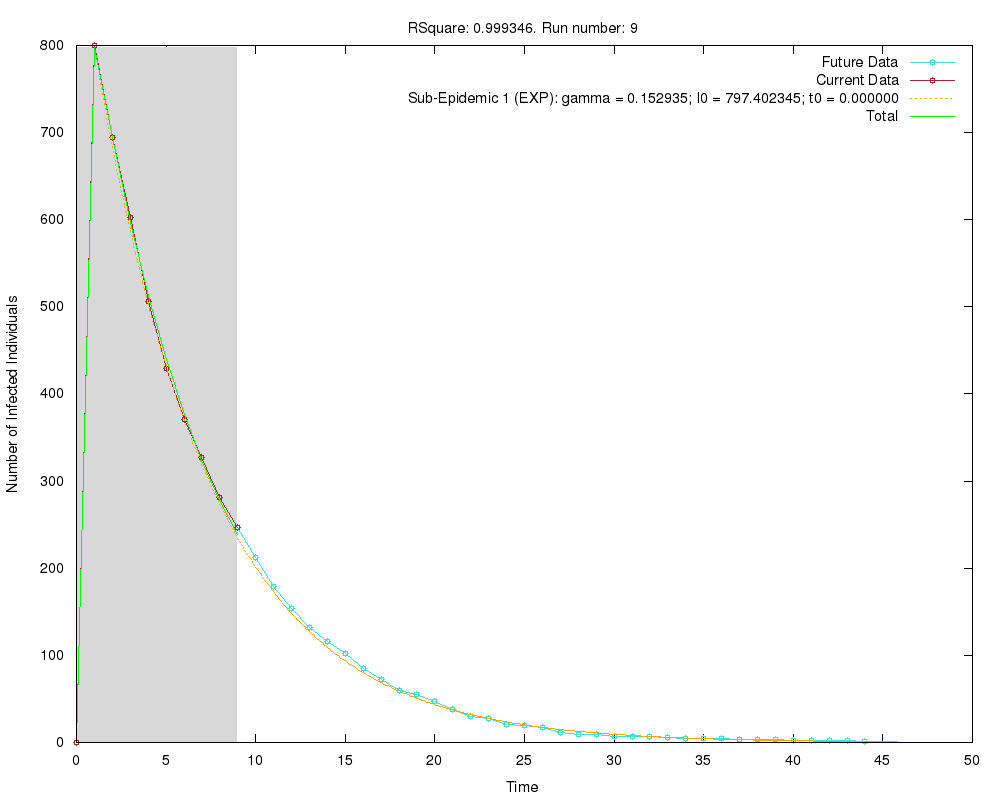 RSquare: 0.999346. Run number: 9
Future Data
Current Data
Sub-Epidemic 1 (EXP): gamma = 0.152935; I0 = 797.402345; t0 = 0.000000
Total
800
700
600
500
400
300
200
100
0
Number of Infected Individuals
0 5 10 15 20 25 30 35 40 45 50
Time